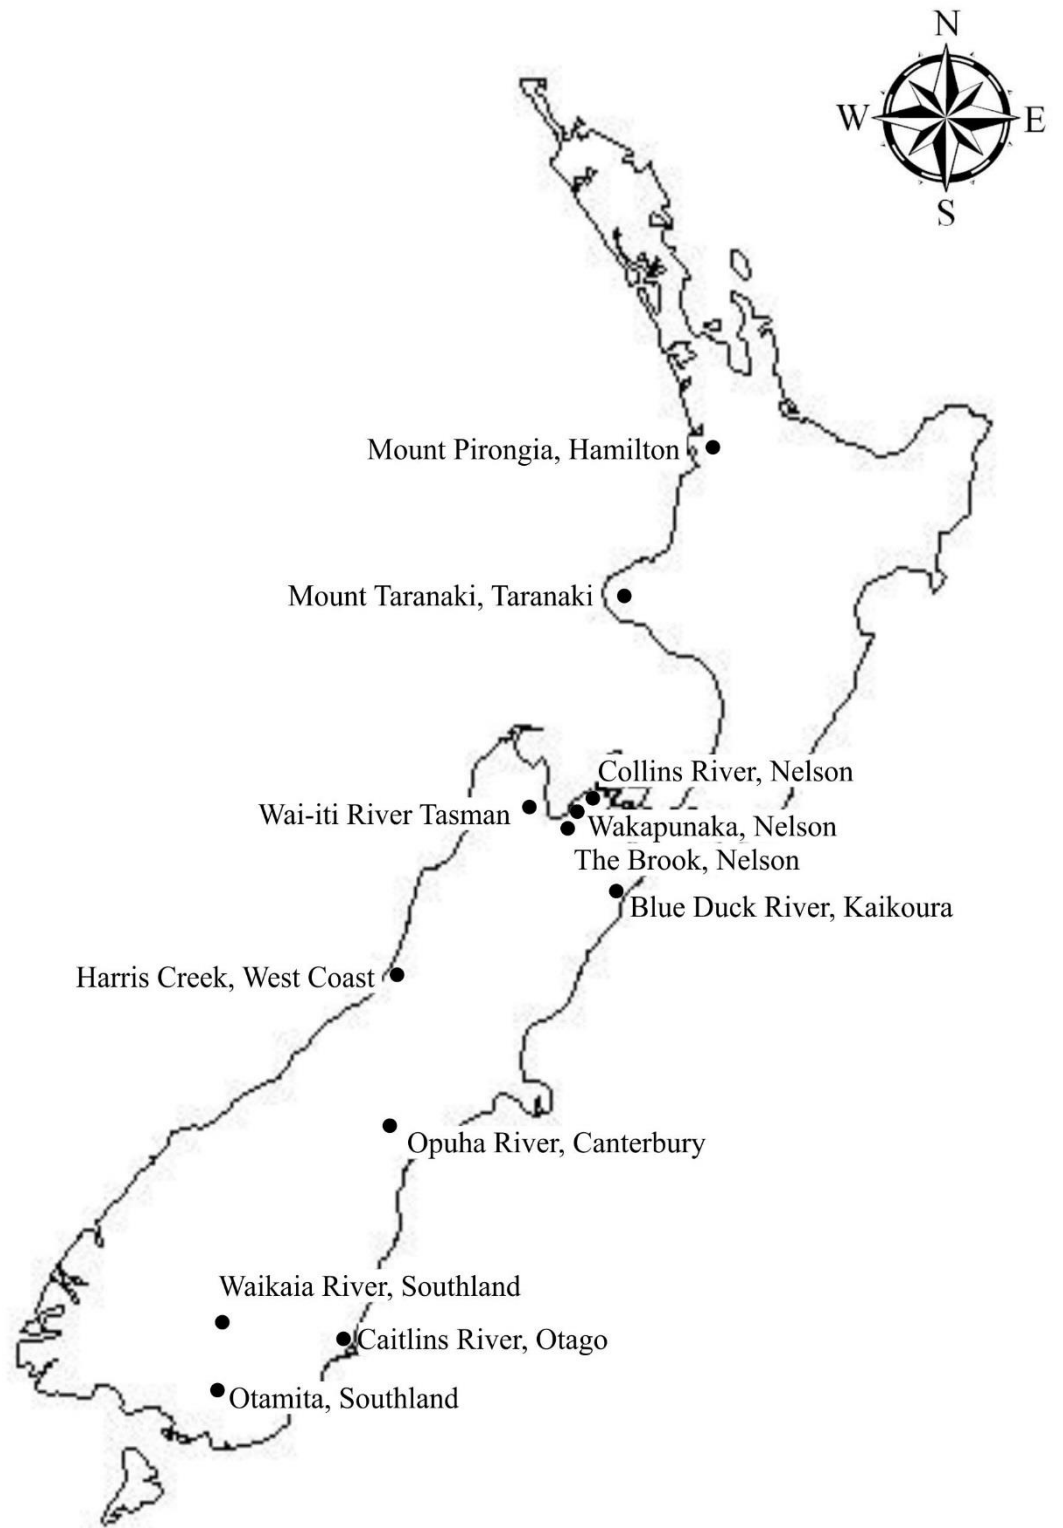 N
W
E
S
Mount Pirongia, Hamilton
Mount Taranaki, Taranaki
Collins River, Nelson
Wai-iti River Tasman
Wakapunaka, Nelson
The Brook, Nelson
Blue Duck River, Kaikoura
Harris Creek, West Coast
Opuha River, Canterbury
Waikaia River, Southland
Caitlins River, Otago
Otamita, Southland